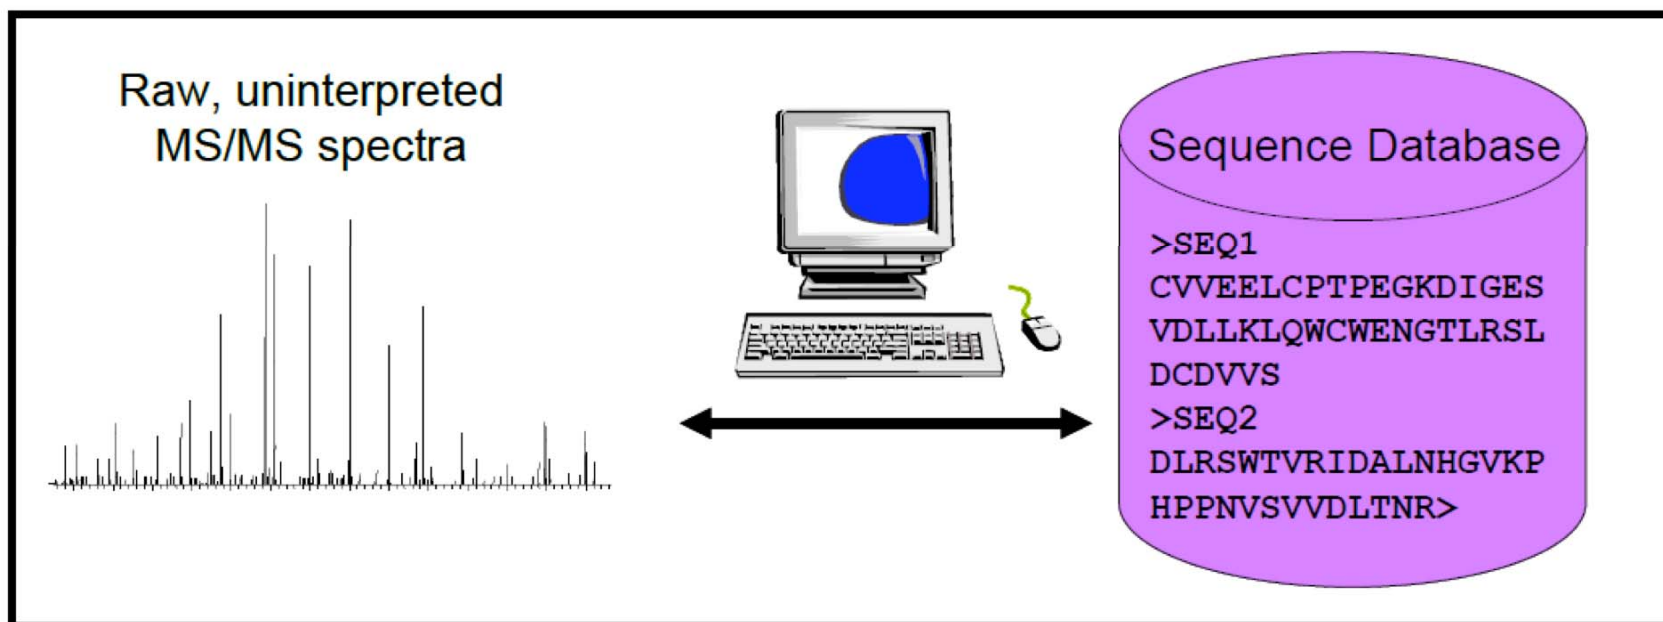 Raw, uninterpreted
MS/MS spectra
Sequence Database
>SEQ1
CVVEELCPTPEGKDIGES
VDLLKLQWCWENGTLRSL
DCDVVS
>SEQ2
DLRSWTVRIDALNHGVKP
HPPNVSVVDLTNR>